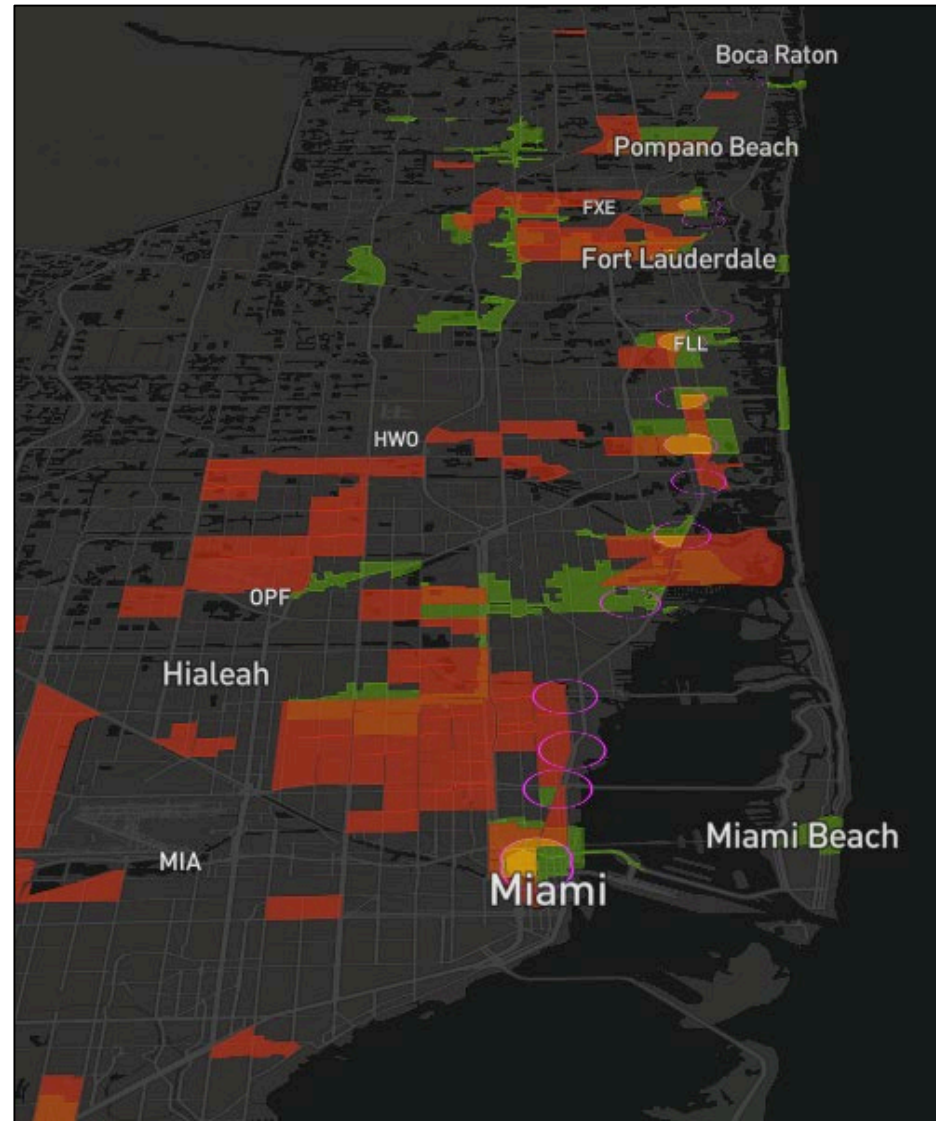 Boca Raton
Pompano Beach
FXE
Fort Lauderdale
FLL
HWO
OPF
Hialeah
Miami Beach
MIA
Miami